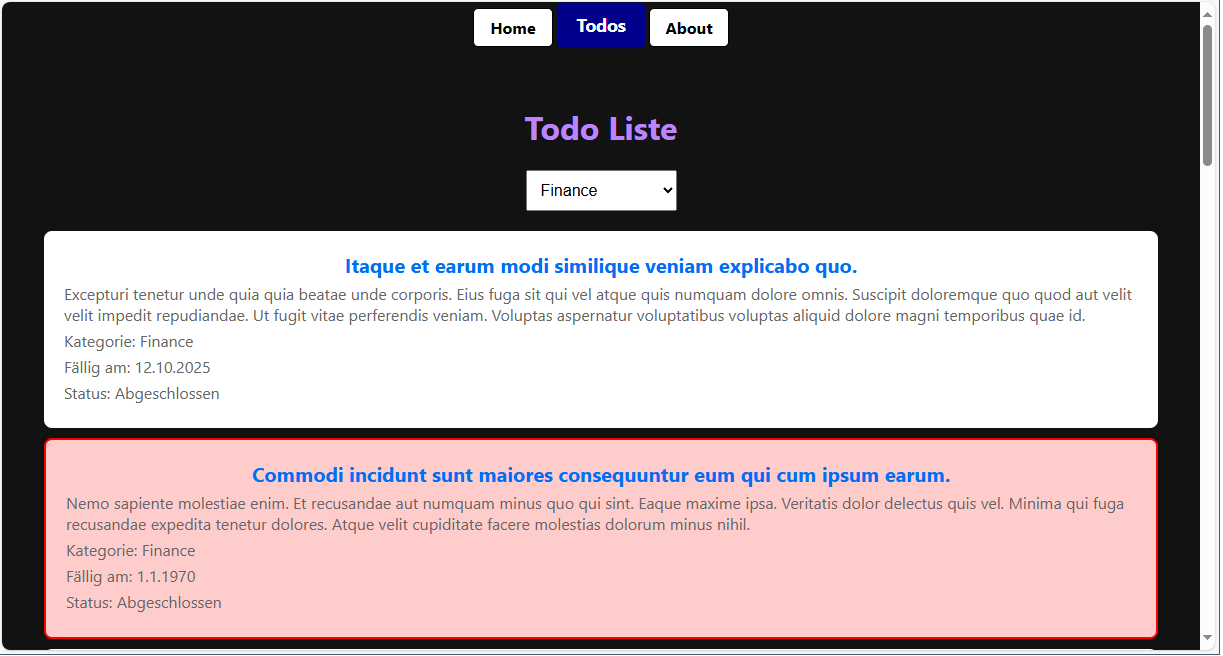 Home Todos About
Todo Liste
Finance
Itaque et earum modi similique veniam explicabo quo.
Excepturi tenetur unde quia quia beatae unde corporis. Eius fuga sit qui vel atque quis numquam dolore omnis. Suscipit doloremque quo quod aut velit
velit impedit repudiandae. Ut fugit vitae perferendis veniam. Voluptas aspernatur voluptatibus voluptas aliquid dolore magni temporibus quae id.
Kategorie: Finance
Fällig am: 12.10.2025
Status: Abgeschlossen
Commodi incidunt sunt maiores consequuntur eum qui cum ipsum earum.
Nemo sapiente molestiae enim. Et recusandae aut numquam minus quo qui sint. Eaque maxime ipsa. Veritatis dolor delectus quis vel. Minima qui fuga
recusandae expedita tenetur dolores. Atque velit cupiditate facere molestias dolorum minus nihil.
Kategorie: Finance
Fällig am: 1.1.1970
Status: Abgeschlossen